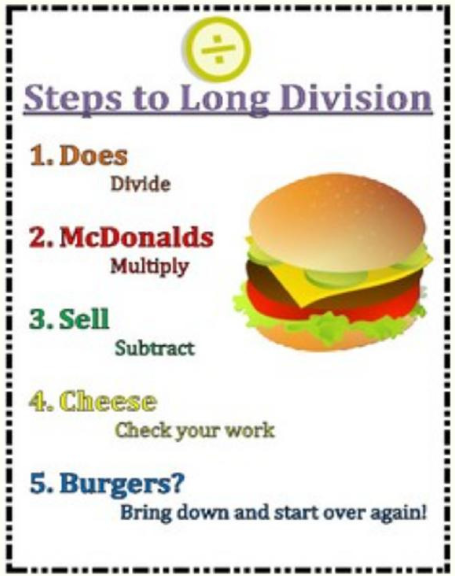 ÷
Steps to Long Division
1. Does
Divide
2. McDonalds
Multiply
3. Sell
Subtract
4. Cheese
Check your work
5. Burgers?
Bring down and start over again!